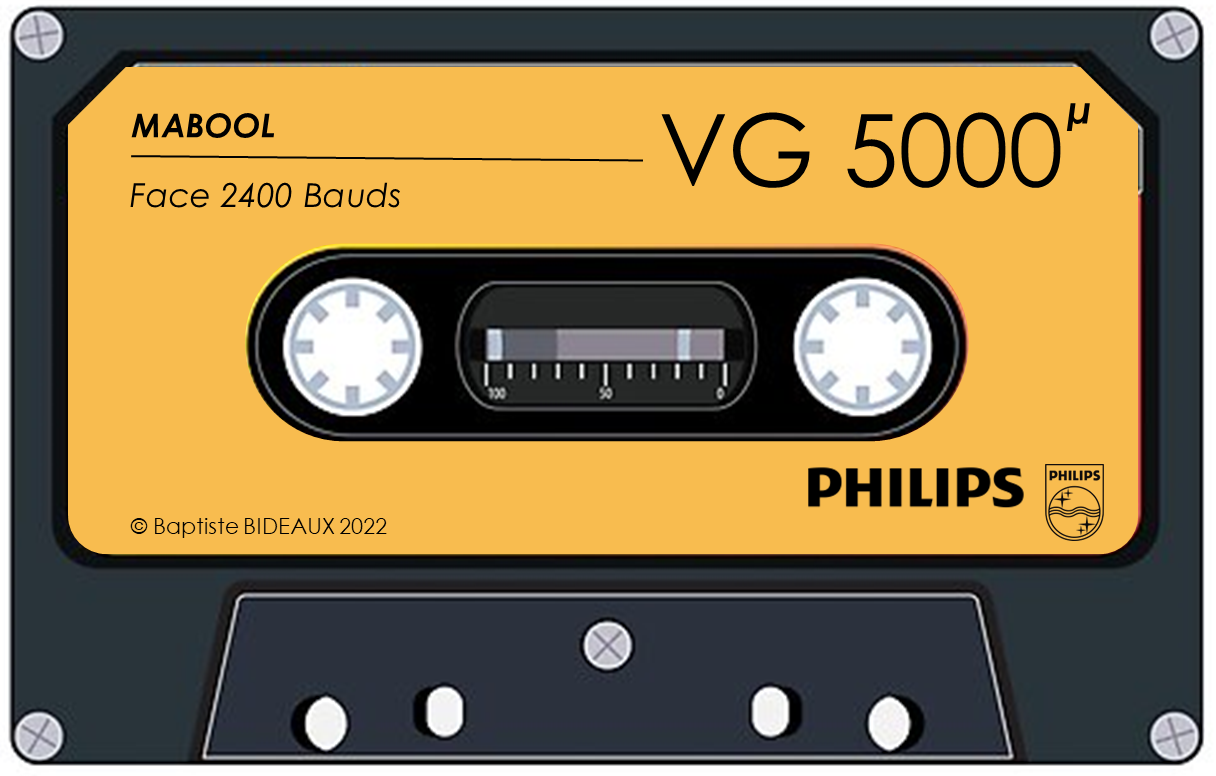 MABOOL
VG 5000µ
Face 2400 Bauds
100 50 0
PHILIPS
PHILIPS
© Baptiste BIDEAUX 2022